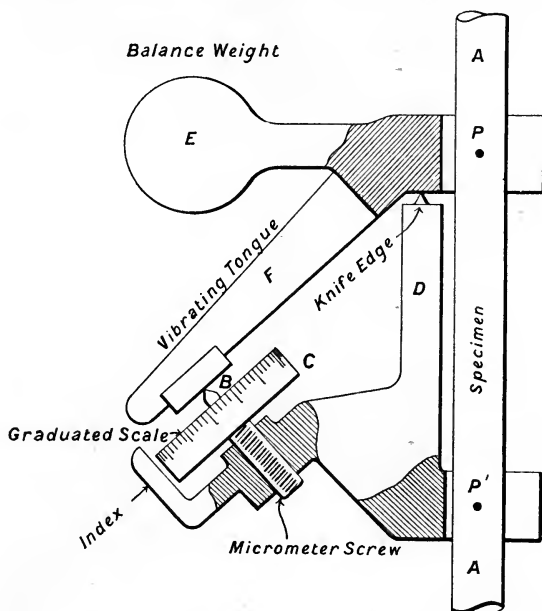 Balance Weight
A
E
P
Vibrating Tongue
F
Knife Edge
D
Specimen
B
C
Graduated Scale
Index
Micrometer Screw
P'
A